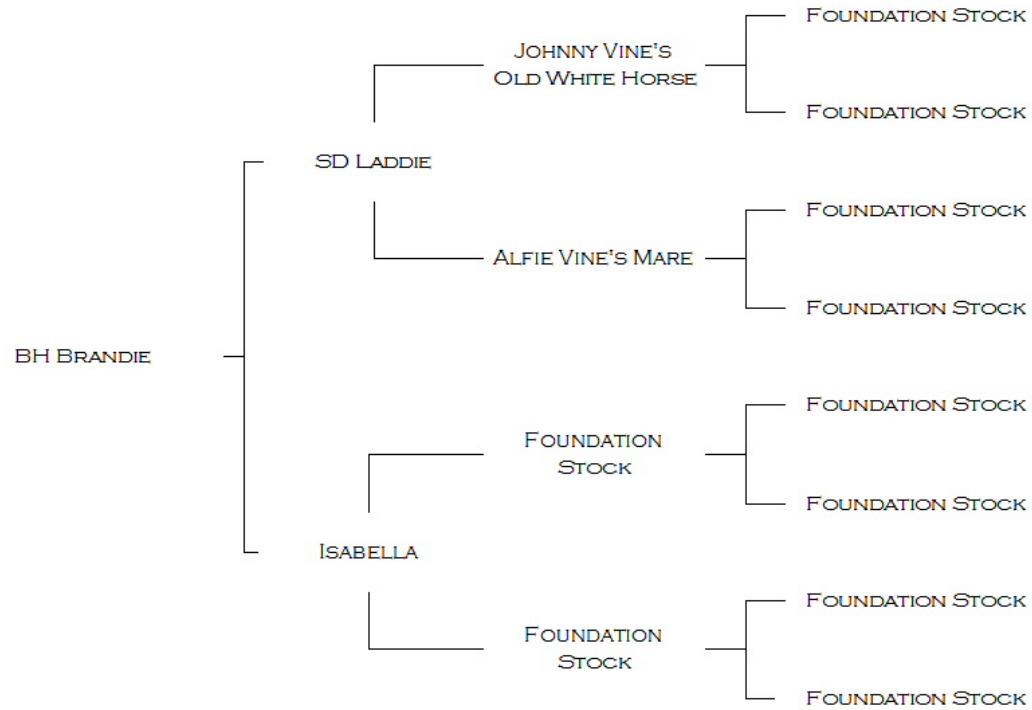 Foundation Stock
Johnny Vine's
Old White Horse
Foundation Stock
SD Laddie
Foundation Stock
Alfie Vine's Mare
Foundation Stock
BH Brandie
Foundation Stock
Foundation
Stock
Foundation Stock
Isabella
Foundation Stock
Foundation
Stock
Foundation Stock